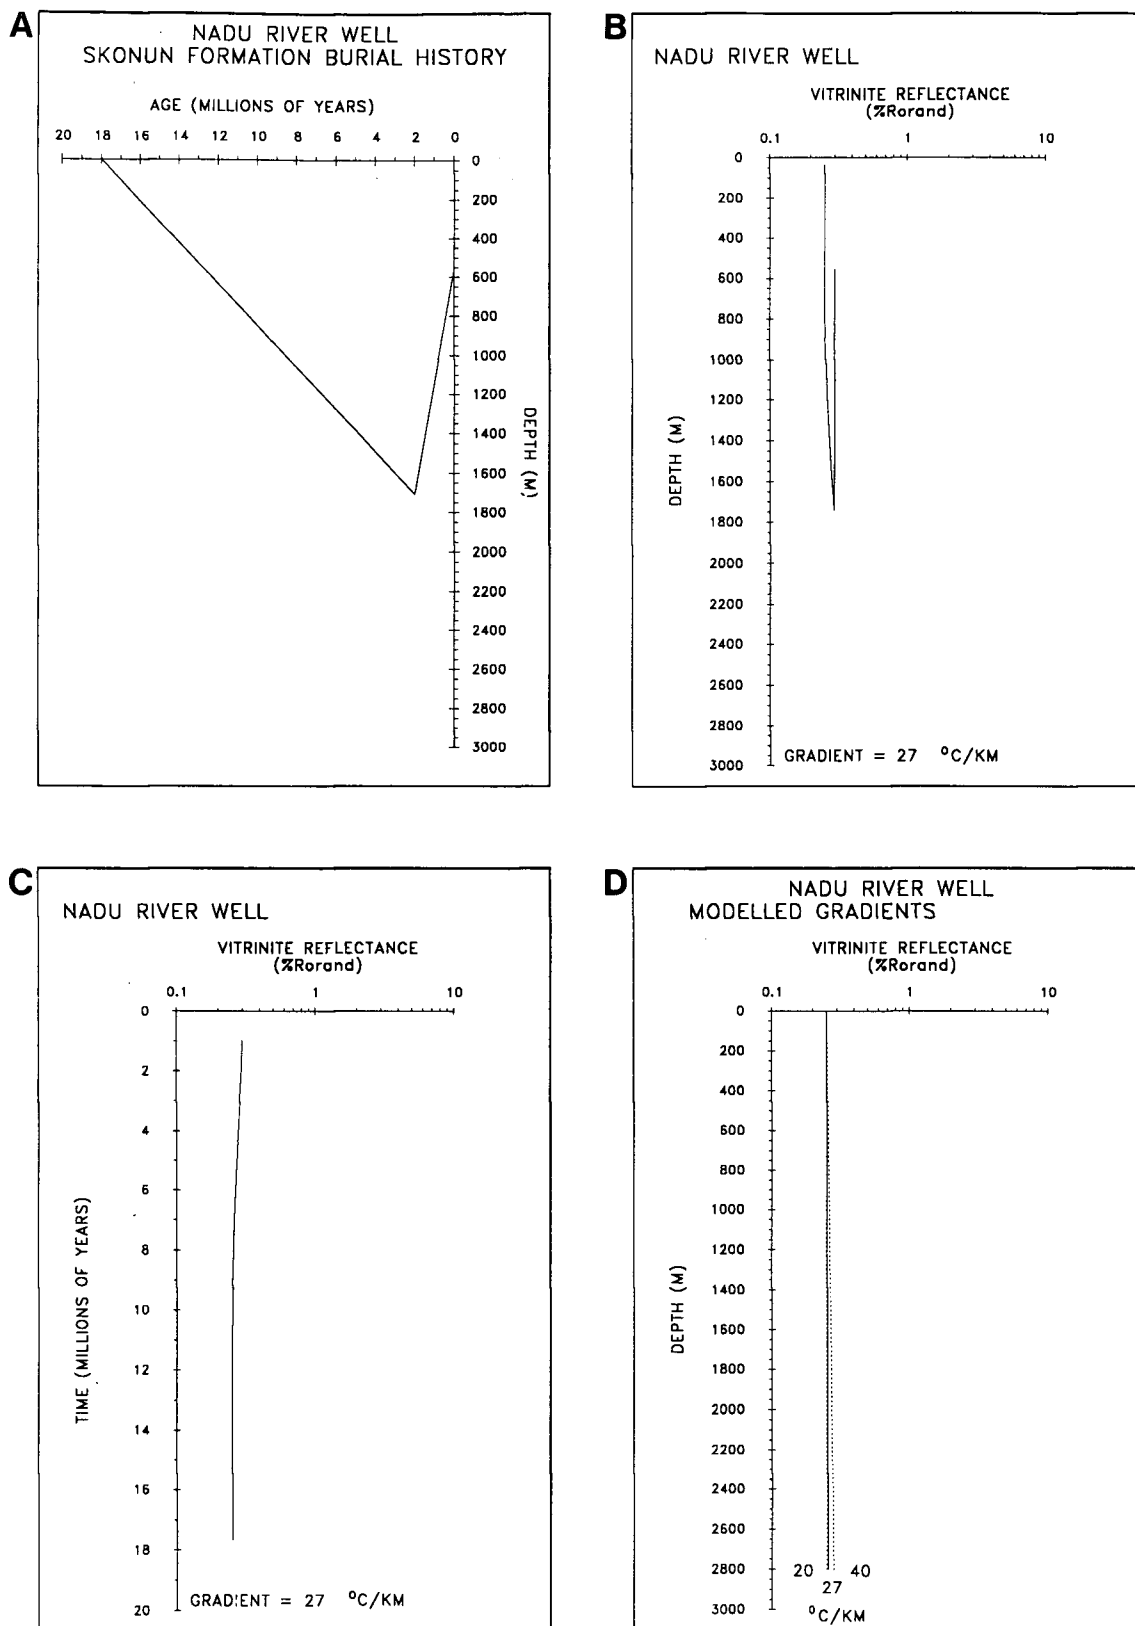 A
NADU RIVER WELL
SKONUN FORMATION BURIAL HISTORY
AGE (MILLIONS OF YEARS)
20 18 16 14 12 10 8 6 4 2 0
0
200
400
600
800
1000
1200
1400
1600
1800
2000
2200
2400
2600
2800
3000
DEPTH (M)
B
NADU RIVER WELL
VITRINITE REFLECTANCE
(%Rorand)
0.1 1 10
0
200
400
600
800
1000
1200
1400
1600
1800
2000
2200
2400
2600
2800
3000
DEPTH (M)
GRADIENT = 27 °C/KM
C
NADU RIVER WELL
VITRINITE REFLECTANCE
(%Rorand)
0.1 1 10
0
2
4
6
8
10
12
14
16
18
20
TIME (MILLIONS OF YEARS)
GRADIENT = 27 °C/KM
D
NADU RIVER WELL
MODELLED GRADIENTS
VITRINITE REFLECTANCE
(%Rorand)
0.1 1 10
0
200
400
600
800
1000
1200
1400
1600
1800
2000
2200
2400
2600
2800
3000
DEPTH (M)
20 40
27
°C/KM